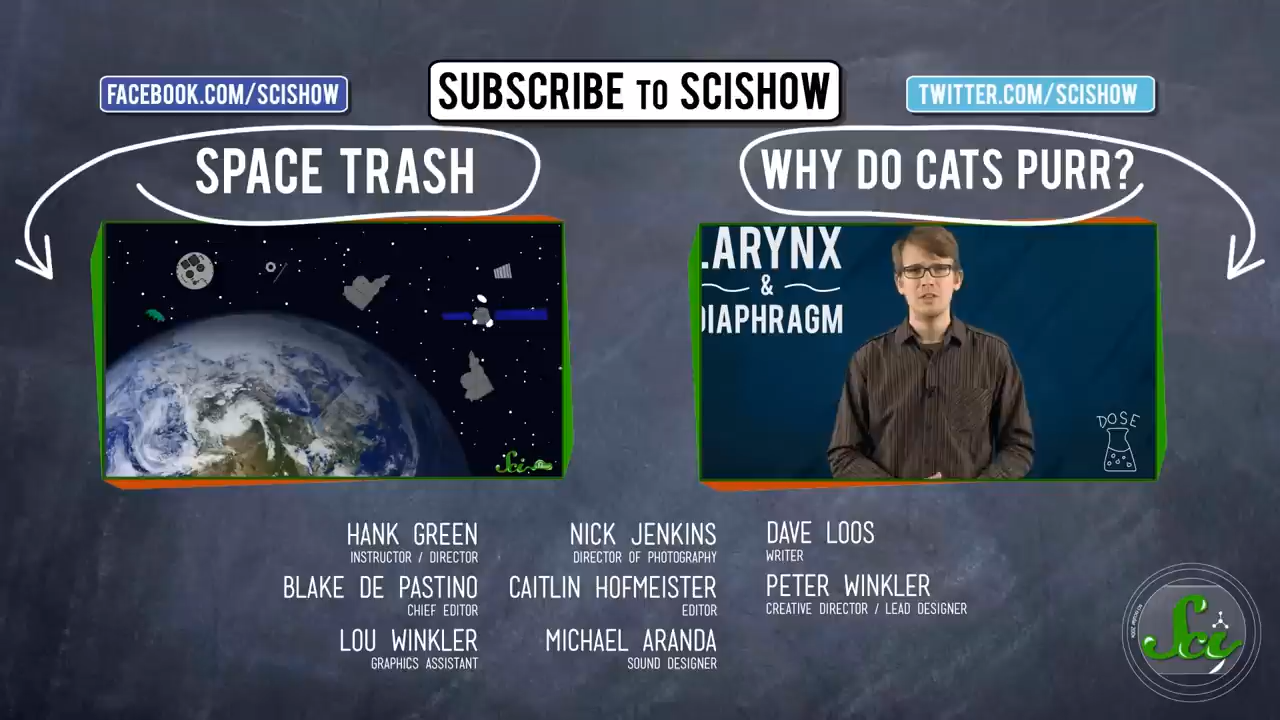 FACEBOOK.COM/SCISHOW
SUBSCRIBE TO SCISHOW
TWITTER.COM/SCISHOW
SPACE TRASH
WHY DO CATS PURR?
LARYNX
&
DIAPHRAGM
DOSE
Sci
HANK GREEN
INSTRUCTOR / DIRECTOR
BLAKE DE PASTINO
CHIEF EDITOR
LOU WINKLER
GRAPHICS ASSISTANT
NICK JENKINS
DIRECTOR OF PHOTOGRAPHY
CAITLIN HOFMEISTER
EDITOR
MICHAEL ARANDA
SOUND DESIGNER
DAVE LOOS
WRITER
PETER WINKLER
CREATIVE DIRECTOR / LEAD DESIGNER
Sci